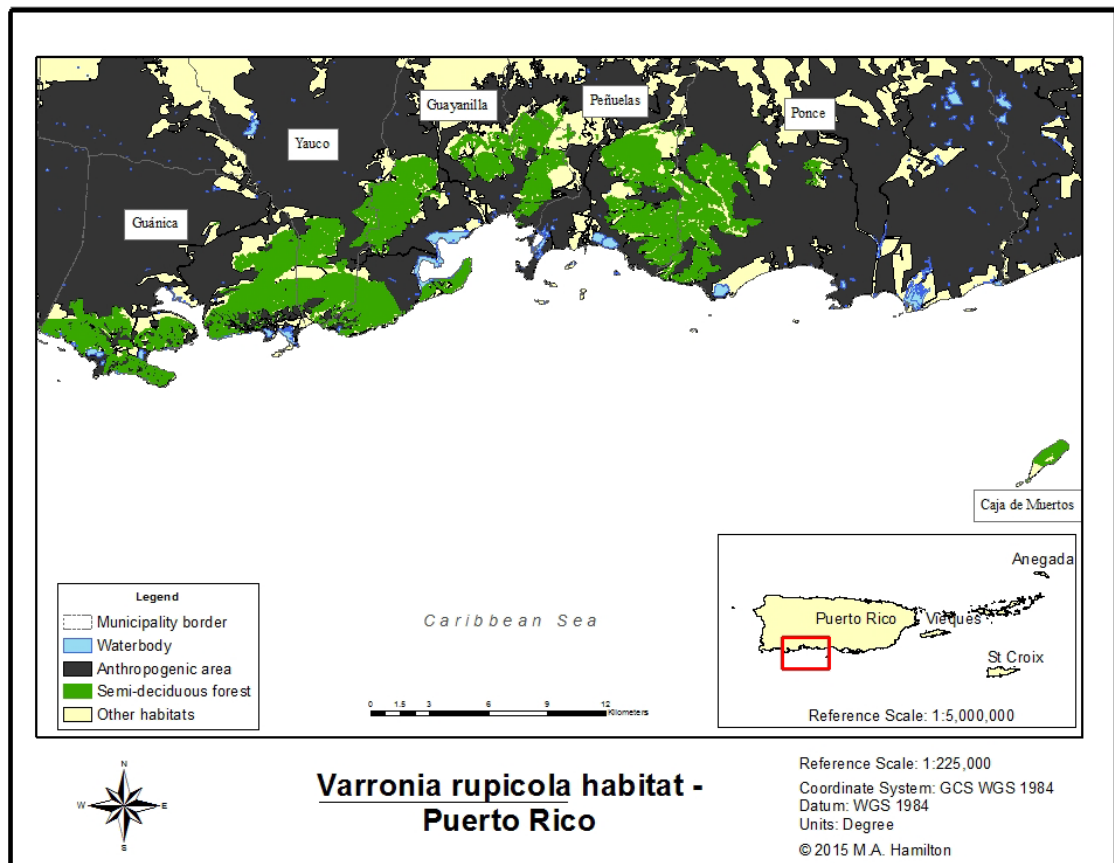 Guayanilla
Peñuelas
Ponce
Yauco
Guánica
Caja de Muertos
Anegada
Puerto Rico
Vieques
St Croix
Reference Scale: 1:5,000,000
Legend
Municipality border
Waterbody
Anthropogenic area
Semi-deciduous forest
Other habitats
Caribbean Sea
0 1.5 3 6 9 12
Kilometers
N
W E
S
Varronia rupicola habitat -
Puerto Rico
Reference Scale: 1:225,000
Coordinate System: GCS WGS 1984
Datum: WGS 1984
Units: Degree
© 2015 M.A. Hamilton